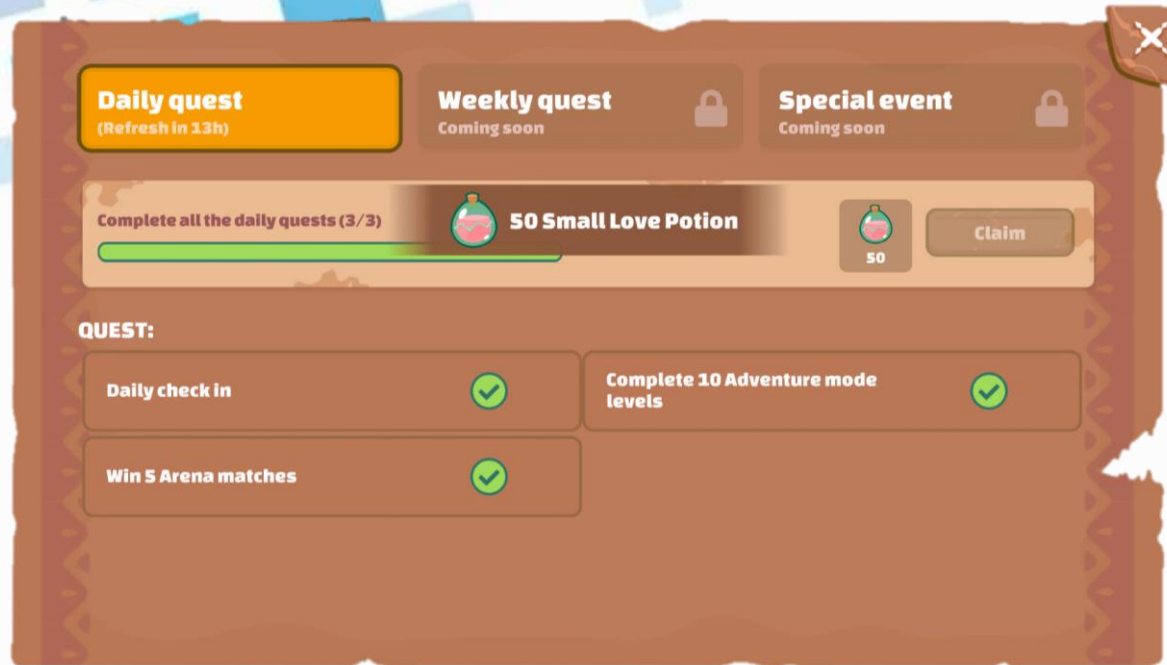 Daily quest
(Refresh in 13h)
Weekly quest
Coming soon
Special event
Coming soon
Complete all the daily quests (3/3)
50 Small Love Potion
50
Claim
QUEST:
Daily check in
Complete 10 Adventure mode
levels
Win 5 Arena matches